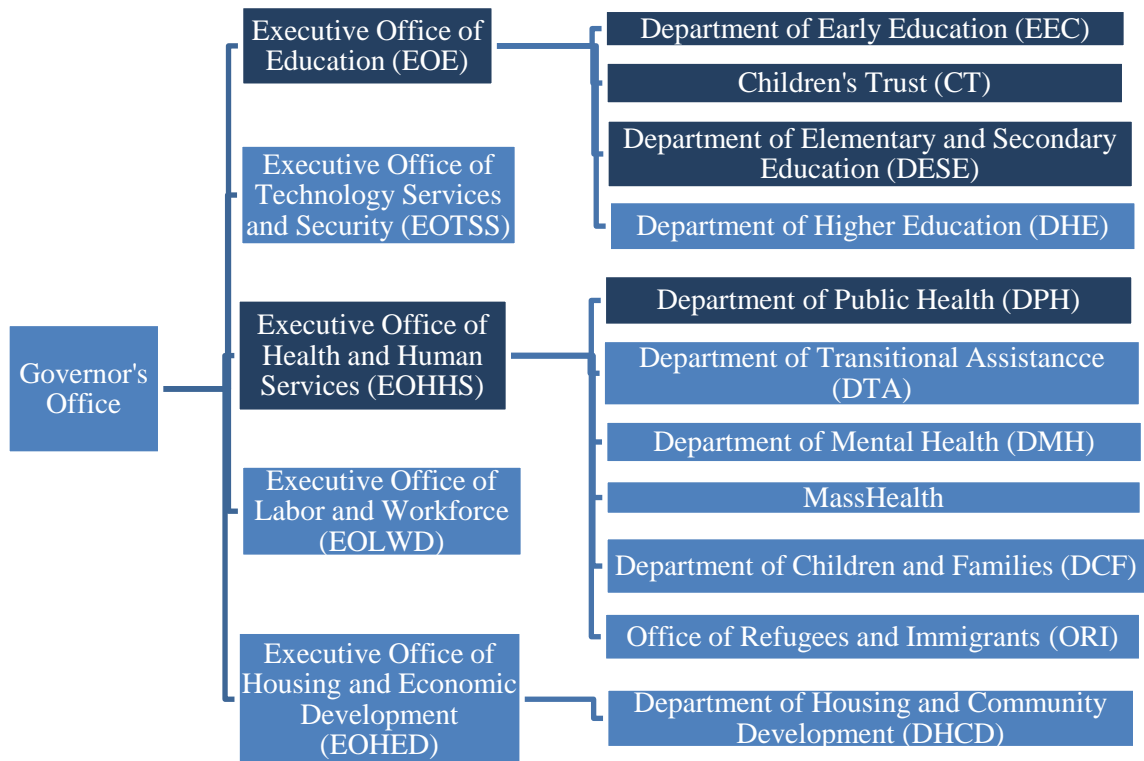 Governor's
Office
Executive Office of
Education (EOE)
Department of Early Education (EEC)
Children's Trust (CT)
Department of Elementary and Secondary
Education (DESE)
Department of Higher Education (DHE)
Executive Office of
Technology Services
and Security (EOTSS)
Executive Office of
Health and Human
Services (EOHHS)
Department of Public Health (DPH)
Department of Transitional Assistancce
(DTA)
Department of Mental Health (DMH)
MassHealth
Department of Children and Families (DCF)
Office of Refugees and Immigrants (ORI)
Executive Office of
Labor and Workforce
(EOLWD)
Executive Office of
Housing and Economic
Development
(EOHED)
Department of Housing and Community
Development (DHCD)